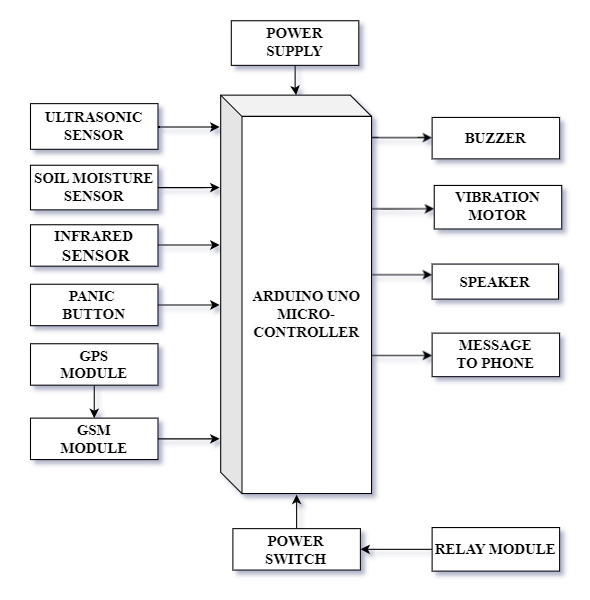 POWER
SUPPLY
ULTRASONIC
SENSOR
SOIL MOISTURE
SENSOR
INFRARED
SENSOR
PANIC
BUTTON
GPS
MODULE
GSM
MODULE
ARDUINO UNO
MICRO-
CONTROLLER
BUZZER
VIBRATION
MOTOR
SPEAKER
MESSAGE
TO PHONE
POWER
SWITCH
RELAY MODULE